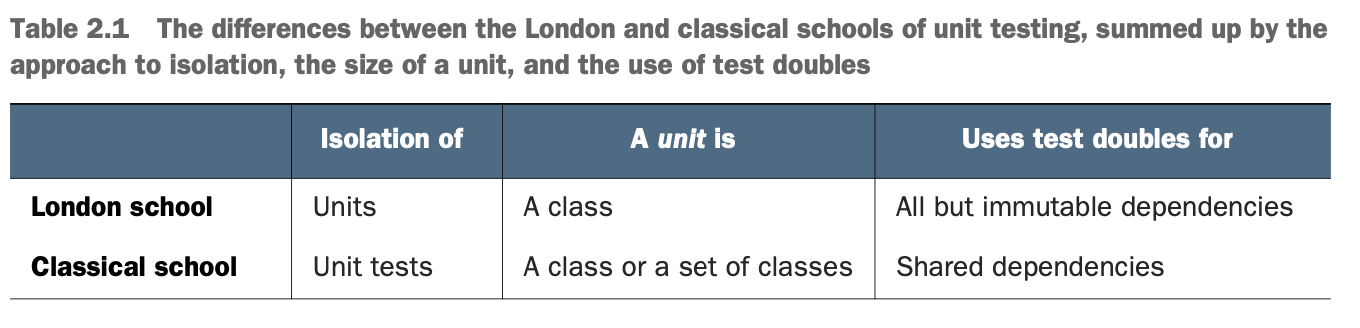 Table 2.1 The differences between the London and classical schools of unit testing, summed up by the
approach to isolation, the size of a unit, and the use of test doubles
Isolation of A unit is Uses test doubles for
London school Units A class All but immutable dependencies
Classical school Unit tests A class or a set of classes Shared dependencies